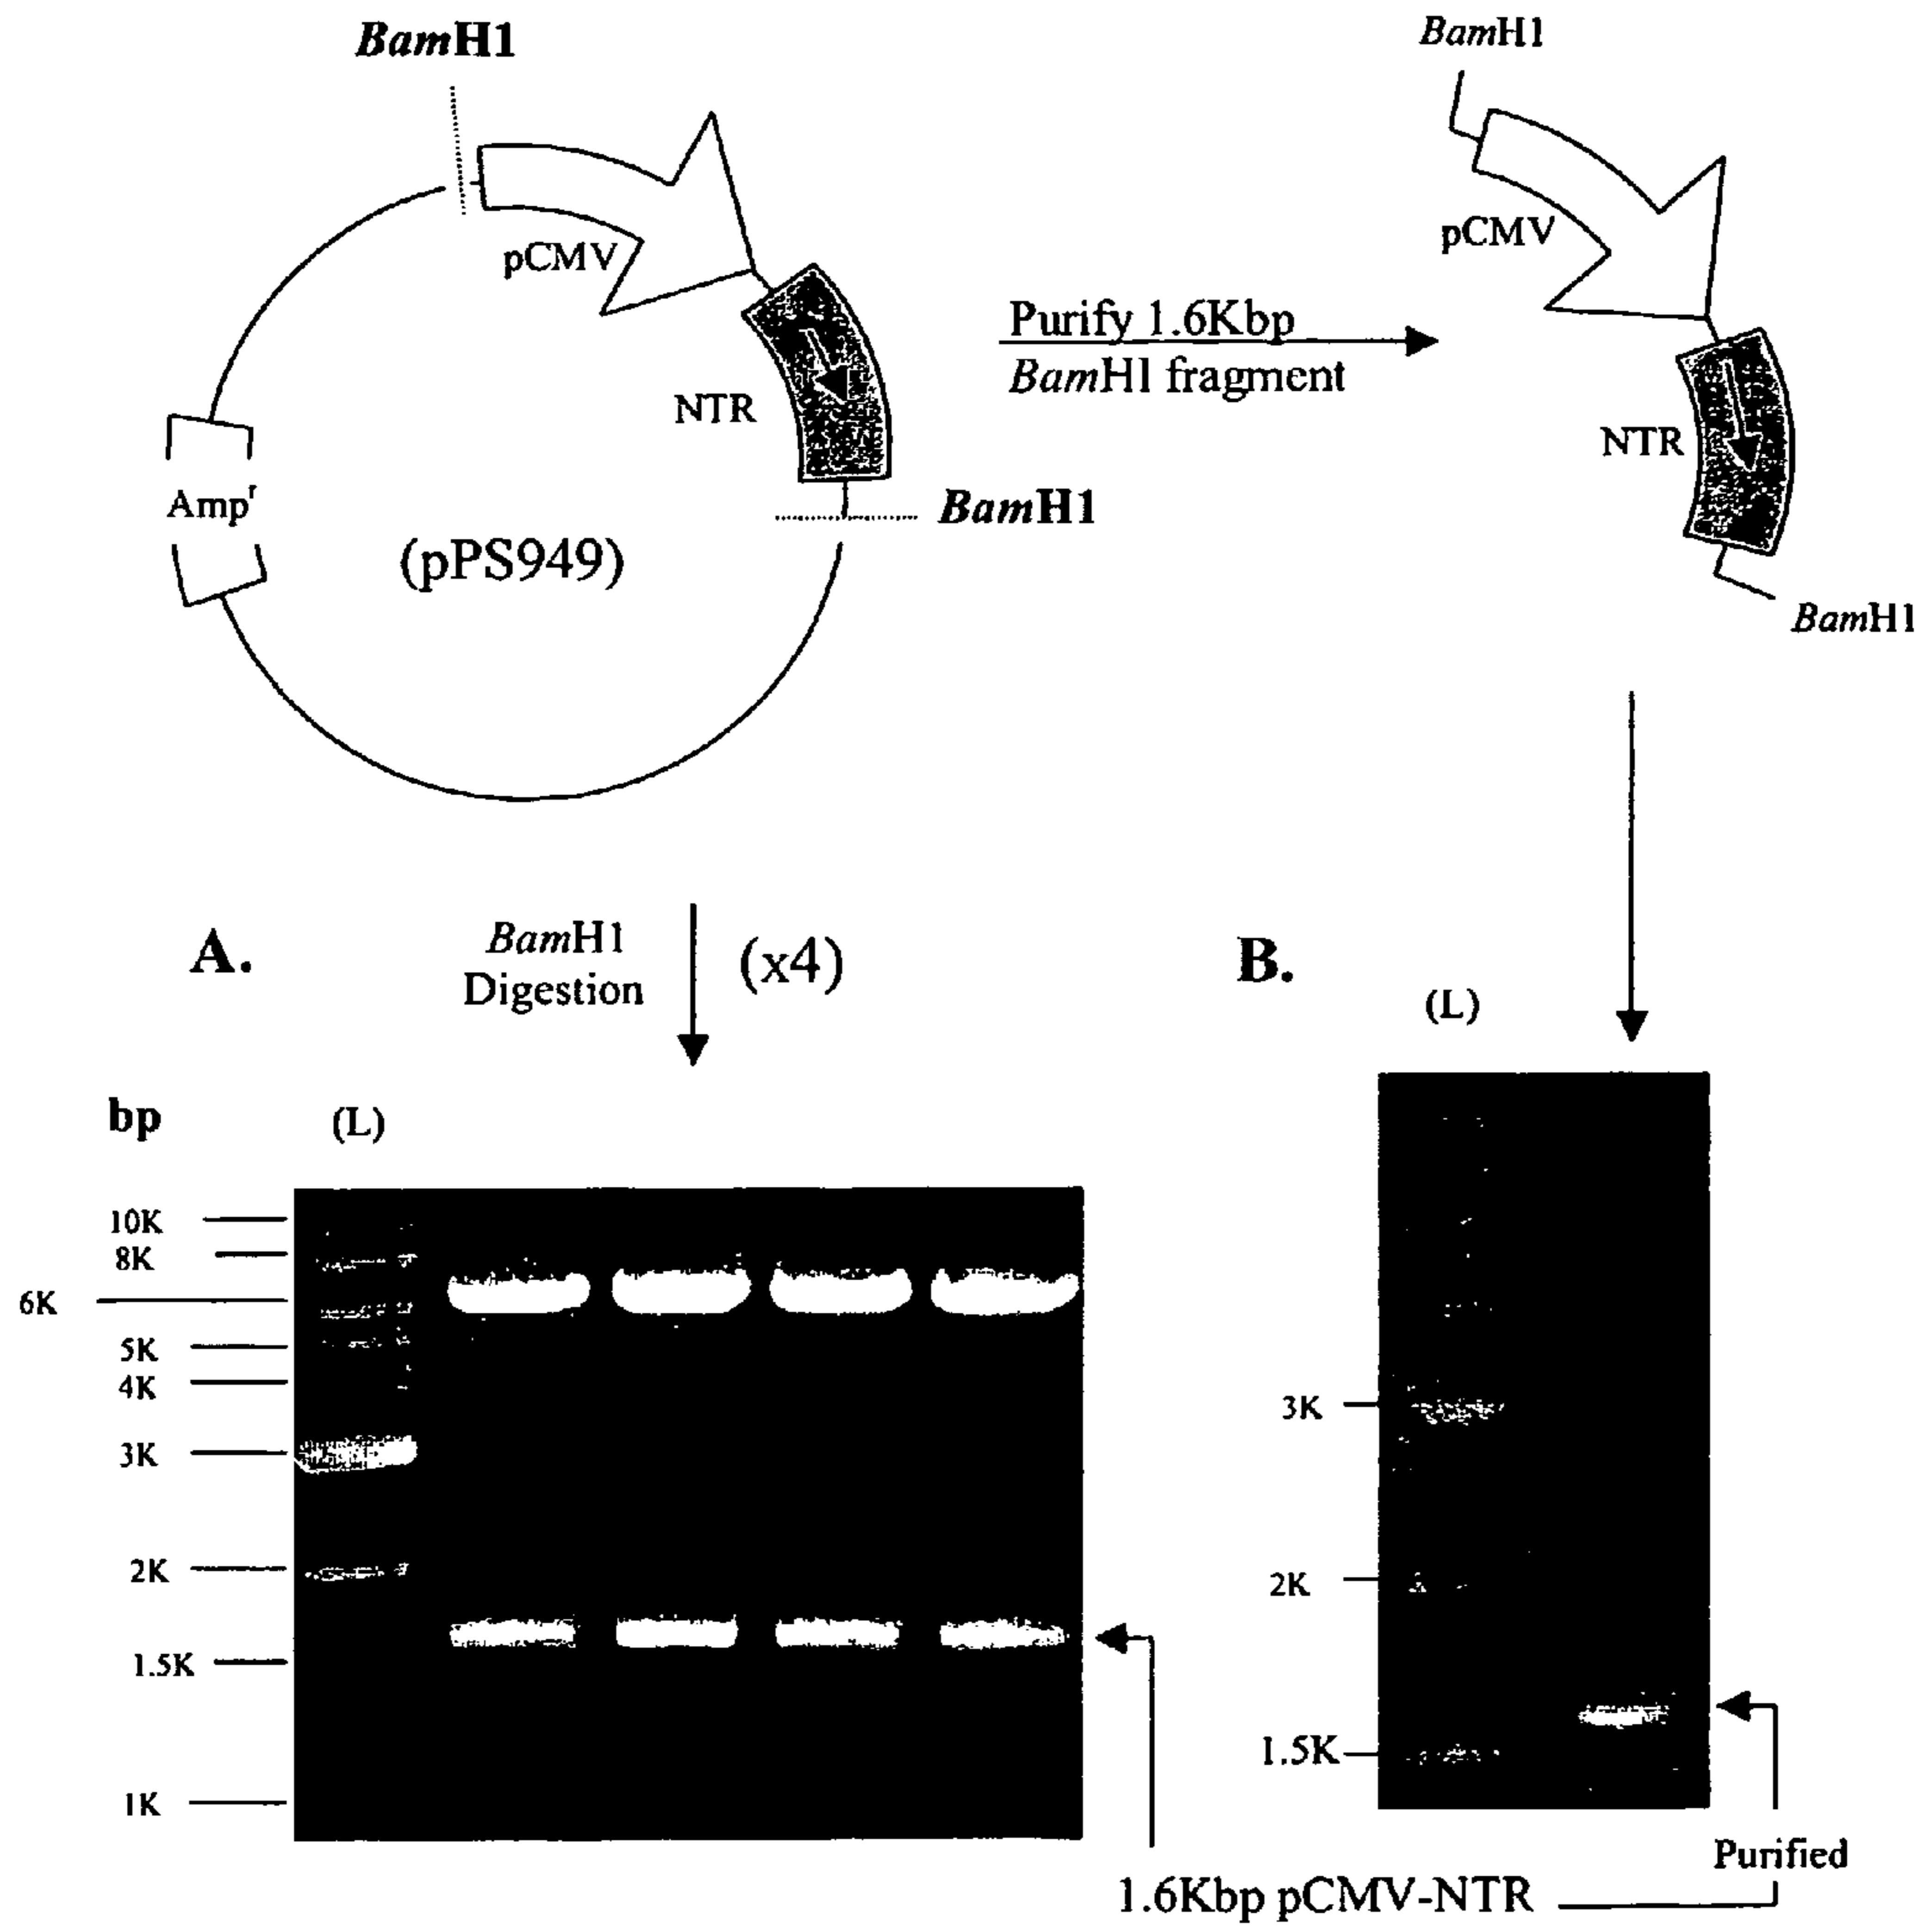 BamH1
BamH1
pCMV
pCMV
Purify 1.6Kbp
BamH1 fragment
NTR
NTR
Ampr
BamH1
(pPS949)
BamH1
A.
BamH1
Digestion
(x4)
B.
(L)
bp
(L)
10K
8K
6K
5K
4K
3K
2K
1.5K
1K
3K
2K
1.5K
Purified
1.6Kbp pCMV-NTR